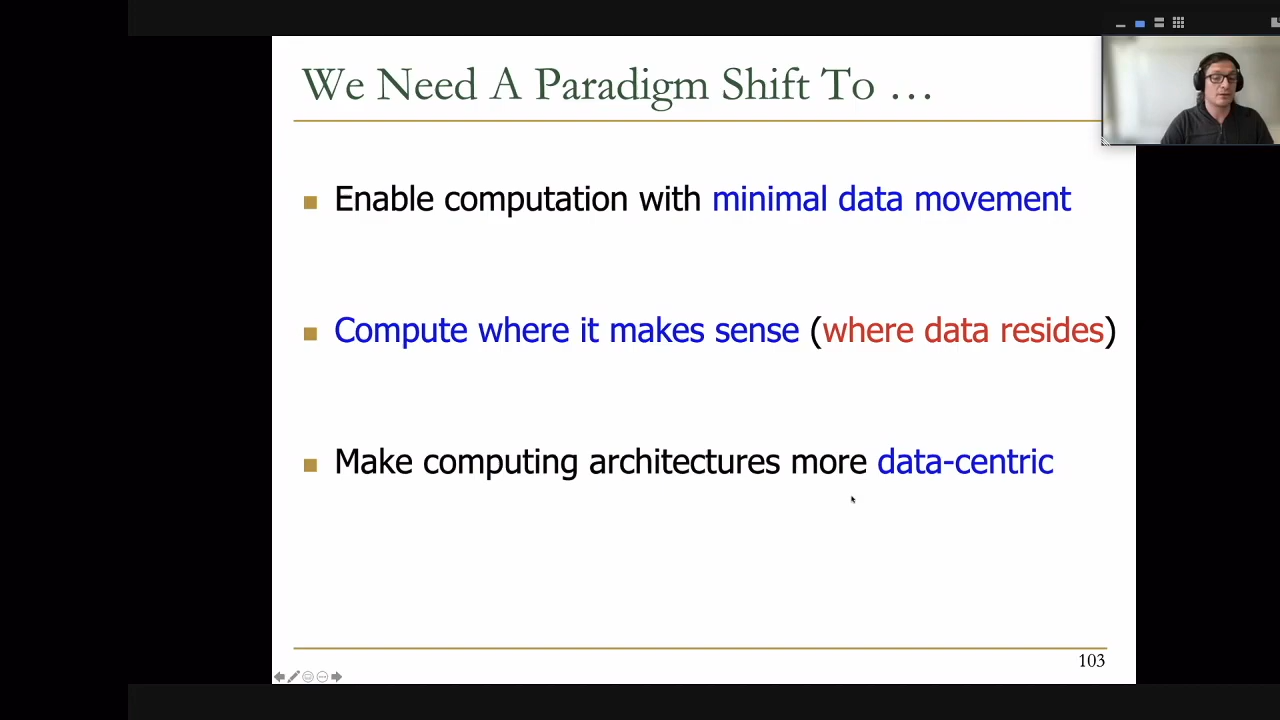 We Need A Paradigm Shift To …
Enable computation with minimal data movement
Compute where it makes sense (where data resides)
Make computing architectures more data-centric
103